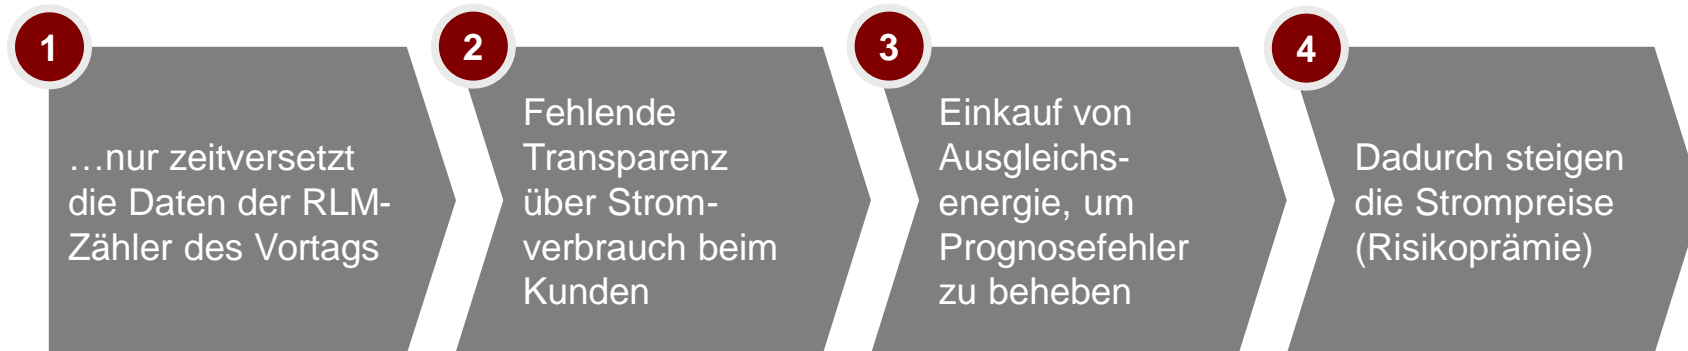 1
…nur zeitversetzt
die Daten der RLM-
Zähler des Vortags
2
Fehlende
Transparenz
über Strom-
verbrauch beim
Kunden
3
Einkauf von
Ausgleichs-
energie, um
Prognosefehler
zu beheben
4
Dadurch steigen
die Strompreise
(Risikoprämie)